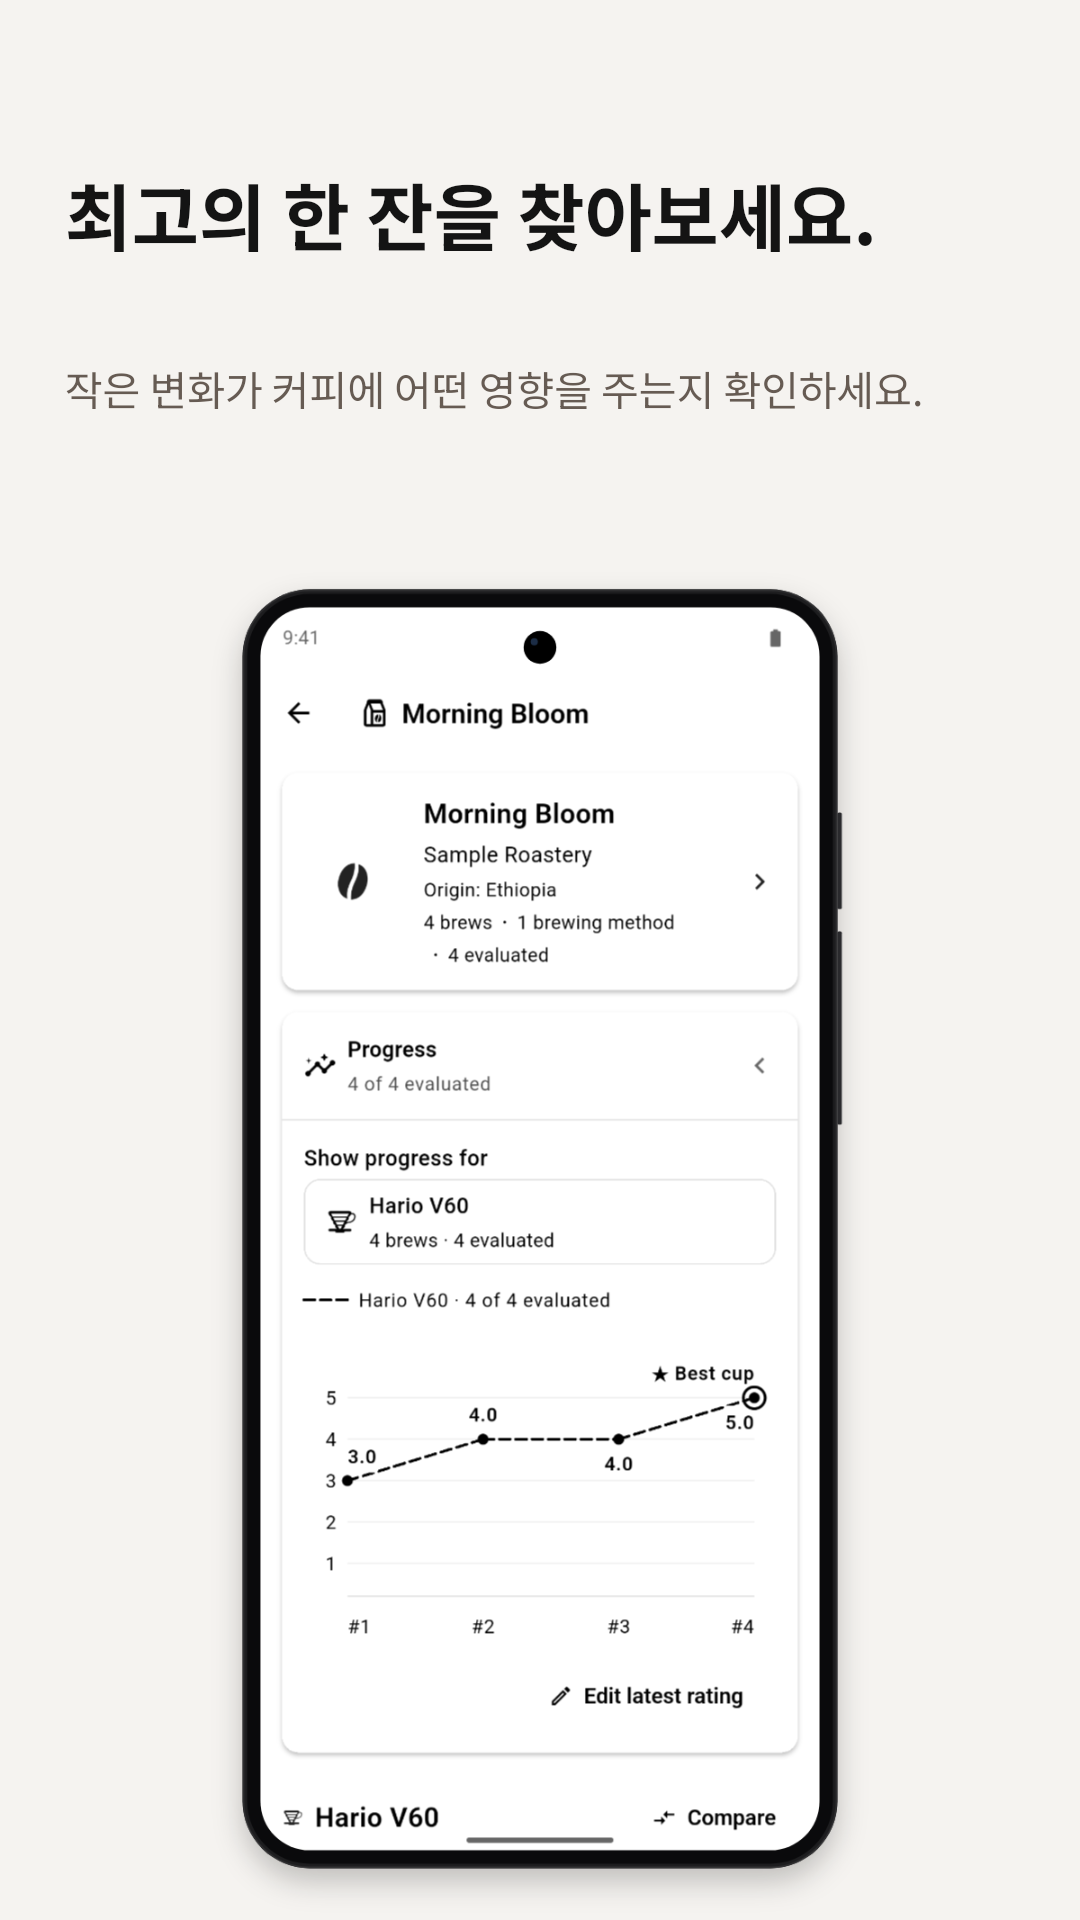 최고의 한 잔을 찾아보세요.
작은 변화가 커피에 어떤 영향을 주는지 확인하세요.
9:41
Morning Bloom
Morning Bloom
Sample Roastery
Origin: Ethiopia
4 brews · 1 brewing method
· 4 evaluated
Progress
4 of 4 evaluated
Show progress for
Hario V60
4 brews · 4 evaluated
Hario V60 · 4 of 4 evaluated
★ Best cup
5
4.0
5.0
4
3.0
4.0
3
2
1
#1 #2 #3 #4
Edit latest rating
Hario V60
Compare